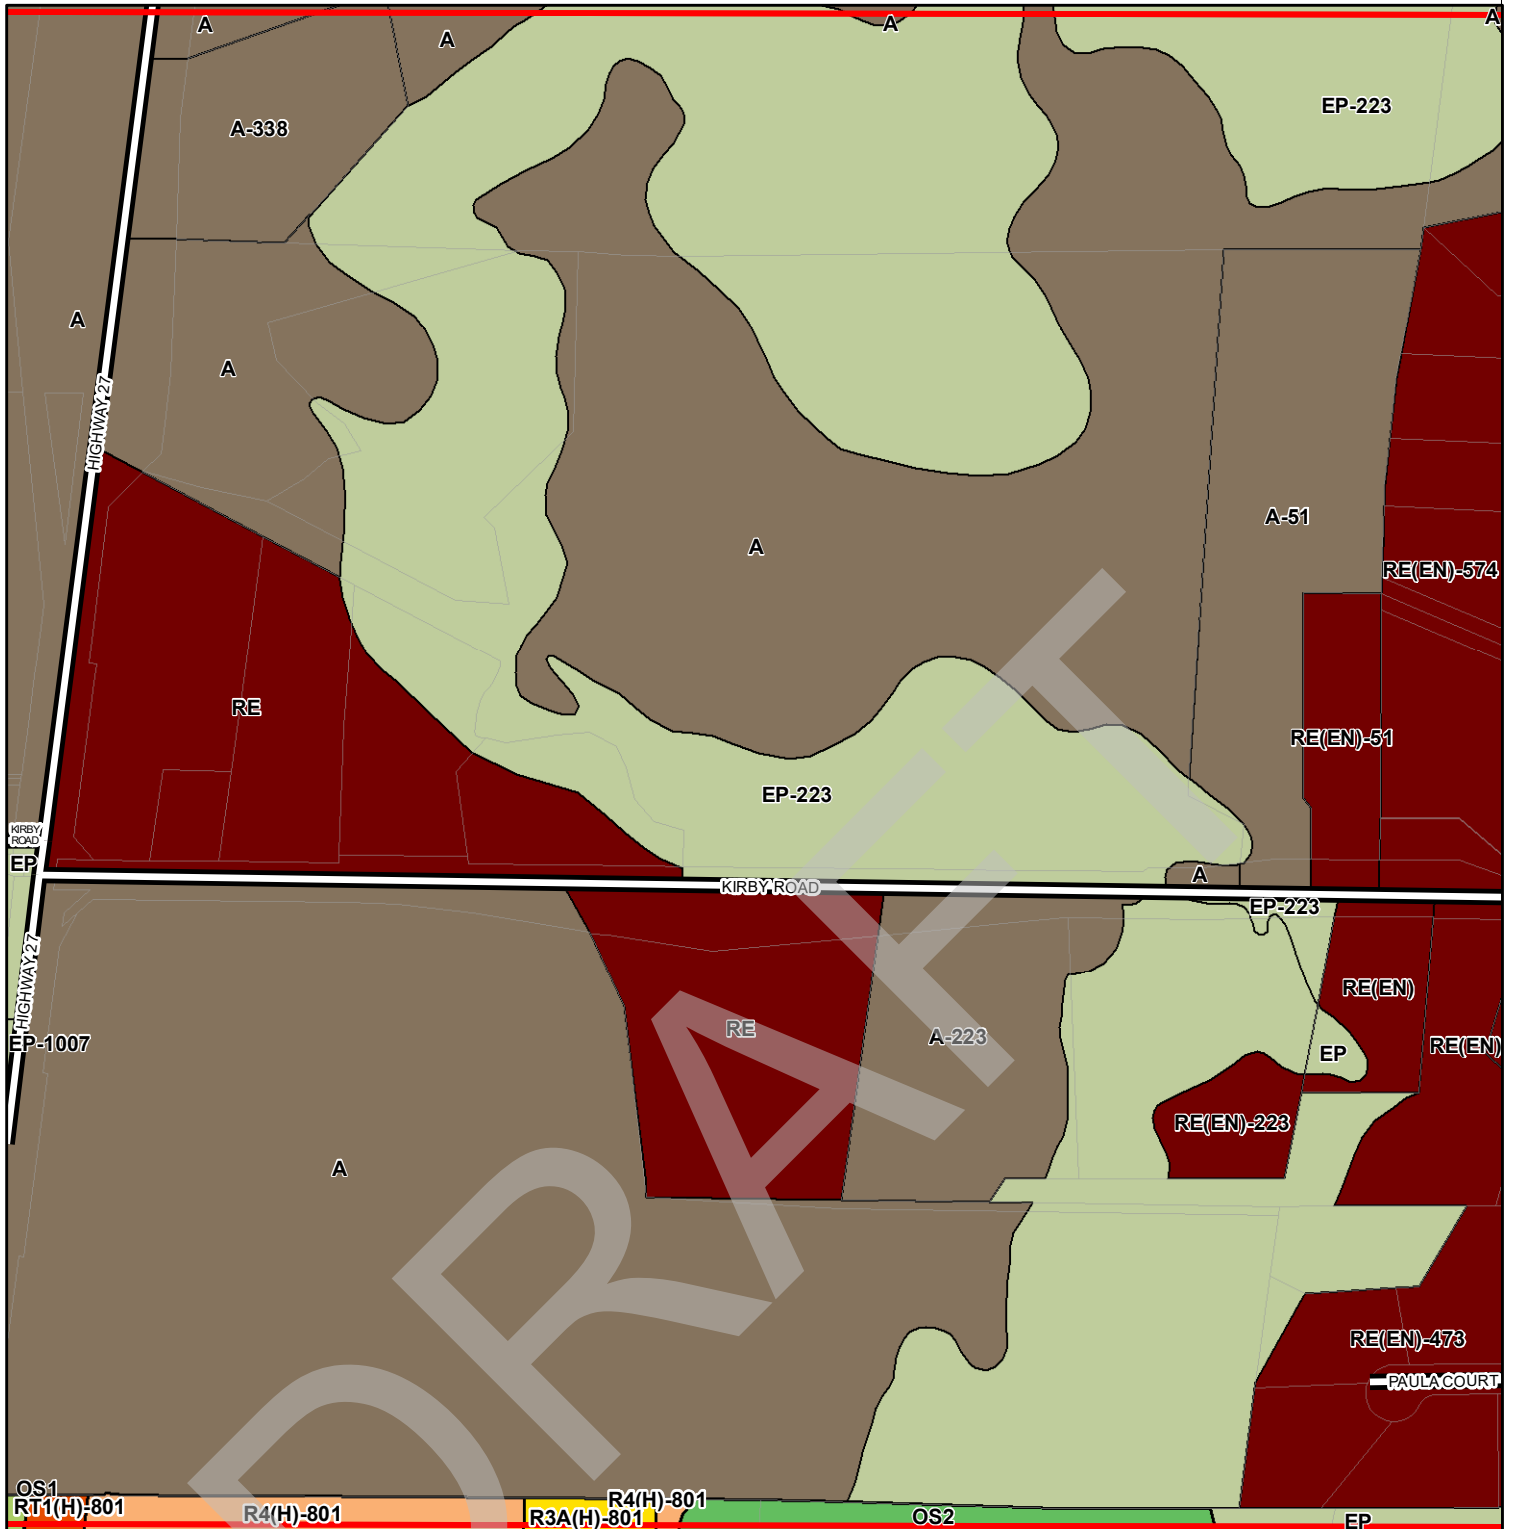 A
A
A
A
A-338
EP-223
A
A
HIGHWAY 27
A
A-51
RE(EN)-574
RE
RE(EN)-51
EP-223
KIRBY
ROAD
EP
A
KIRBY ROAD
EP-223
HIGHWAY 27
RE(EN)
RE
A-223
EP-1007
EP
RE(EN)
RE(EN)-223
A
RE(EN)-473
PAULA COURT
OS1
RT1(H)-801
R4(H)-801
R4(H)-801
R3A(H)-801
OS2
EP
DRAFT